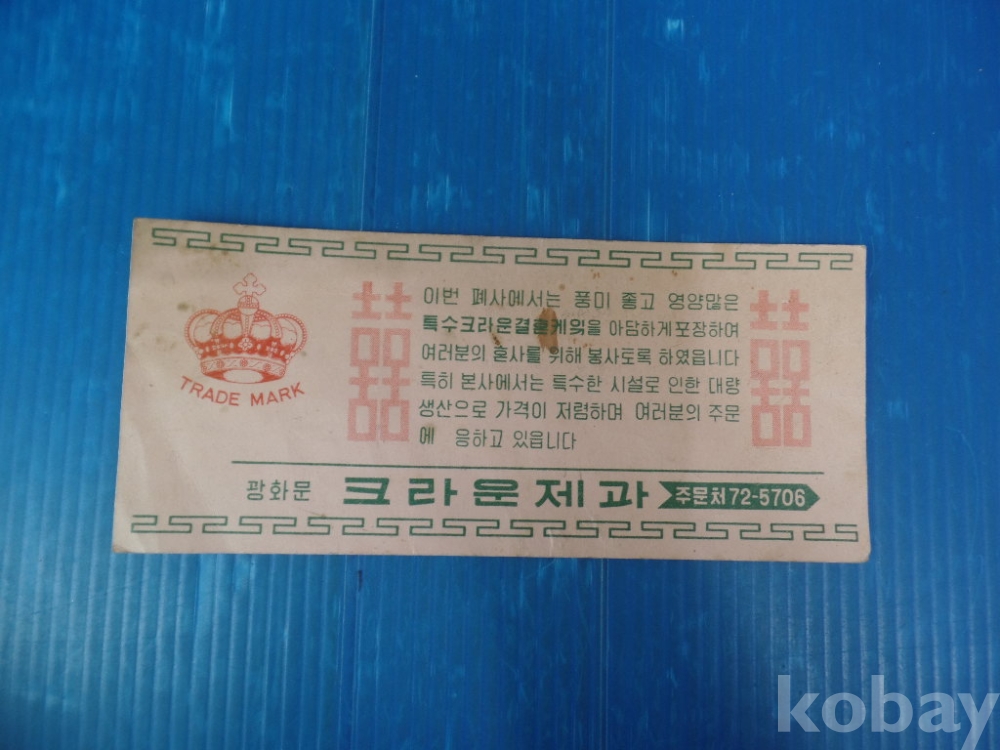 TRADE MARK
囍
이번 폐사에서는 풍미 좋고 영양많은
특수크라운결혼케익을 아담하게포장하여
여러분의 혼사를 위해 봉사토록 하였읍니다
특히 본사에서는 특수한 시설로 인한 대량
생산으로 가격이 저렴하며 여러분의 주문
에 응하고 있읍니다
囍
광화문 크라운제과 주문처72-5706
kobay